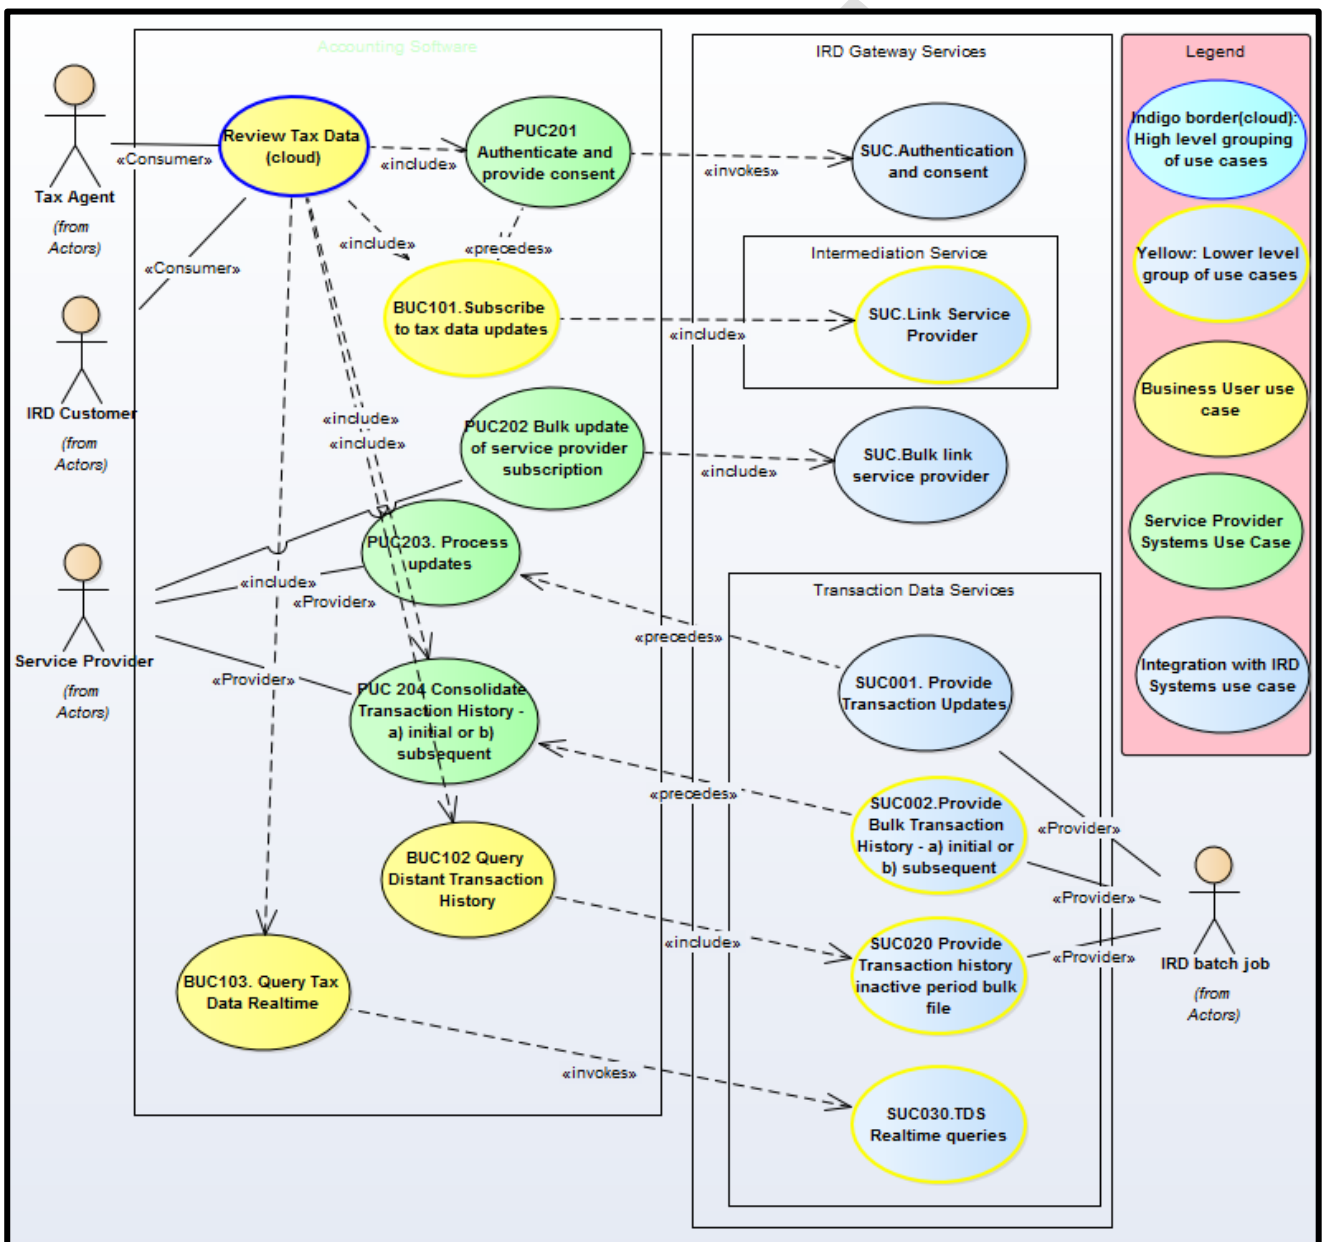 Accounting Software
IRD Gateway Services
Legend
Tax Agent
(from
Actors)
«Consumer»
Review Tax Data
(cloud)
«include»
PUC201
Authenticate and
provide consent
«invokes»
SUC.Authentication
and consent
Indigo border(cloud):
High level grouping
of use cases
«Consumer»
«include»
«precedes»
Intermediation Service
Yellow: Lower level
group of use cases
IRD Customer
(from
Actors)
BUC101.Subscribe
to tax data updates
«include»
SUC.Link Service
Provider
Business User use
case
«include»
«include»
PUC202 Bulk update
of service provider
subscription
«include»
SUC.Bulk link
service provider
Service Provider
Systems Use Case
Service Provider
(from
Actors)
«include»
«Provider»
PUC203. Process
updates
«precedes»
Transaction Data Services
SUC001. Provide
Transaction Updates
Integration with IRD
Systems use case
«Provider»
PUC 204 Consolidate
Transaction History -
a) initial or b)
subsequent
«precedes»
SUC002.Provide
Bulk Transaction
History - a) initial or
b) subsequent
«Provider»
«Provider»
«Provider»
IRD batch job
(from
Actors)
BUC102 Query
Distant Transaction
History
«include»
SUC020 Provide
Transaction history
inactive period bulk
file
BUC103. Query Tax
Data Realtime
«invokes»
SUC030.TDS
Realtime queries